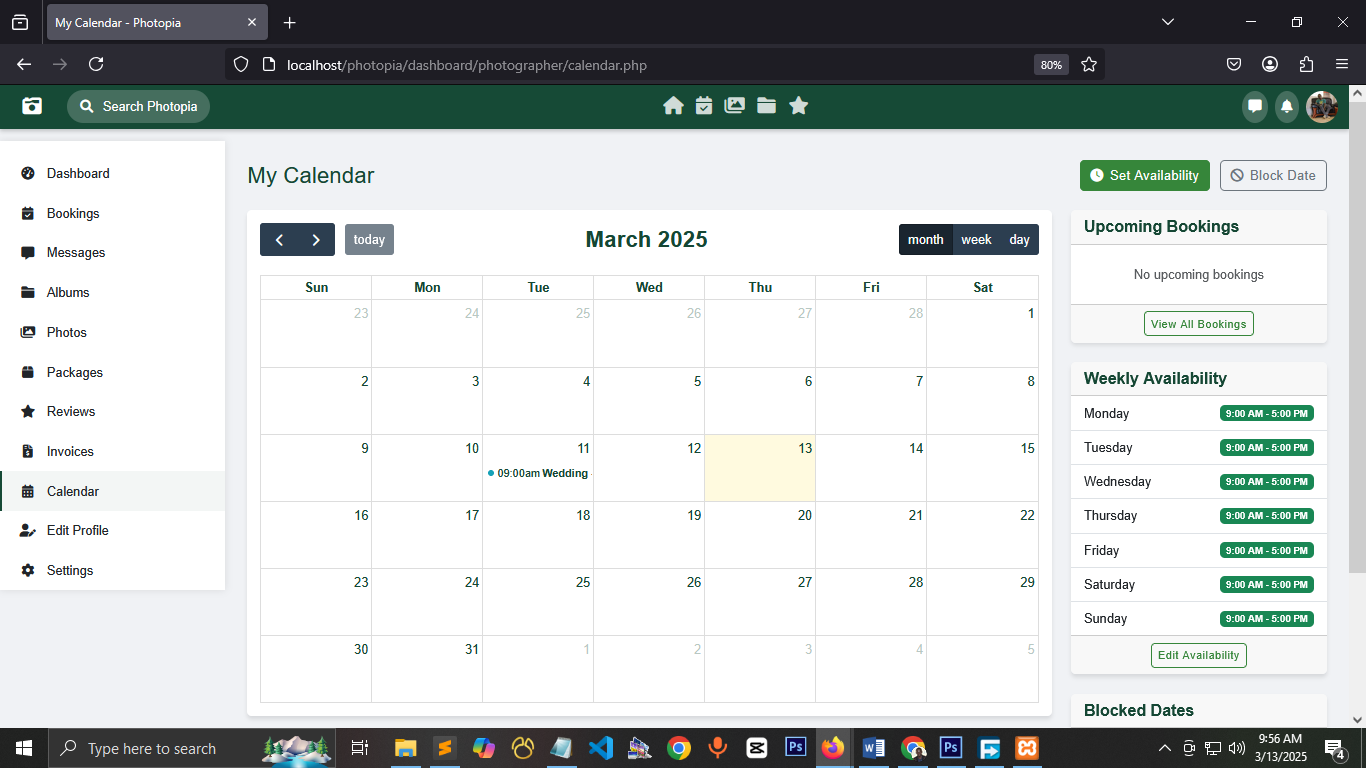 My Calendar - Photopia
localhost/photopia/dashboard/photographer/calendar.php
80%
Search Photopia
Dashboard
Bookings
Messages
Albums
Photos
Packages
Reviews
Invoices
Calendar
Edit Profile
Settings
My Calendar
Set Availability
Block Date
today
March 2025
month week day
Sun Mon Tue Wed Thu Fri Sat
23 24 25 26 27 28 1
2 3 4 5 6 7 8
9 10 11 12 13 14 15
09:00am Wedding
16 17 18 19 20 21 22
23 24 25 26 27 28 29
30 31 1 2 3 4 5
Upcoming Bookings
No upcoming bookings
View All Bookings
Weekly Availability
Monday 9:00 AM - 5:00 PM
Tuesday 9:00 AM - 5:00 PM
Wednesday 9:00 AM - 5:00 PM
Thursday 9:00 AM - 5:00 PM
Friday 9:00 AM - 5:00 PM
Saturday 9:00 AM - 5:00 PM
Sunday 9:00 AM - 5:00 PM
Edit Availability
Blocked Dates
Type here to search
Ps
Ps
9:56 AM
3/13/2025
4